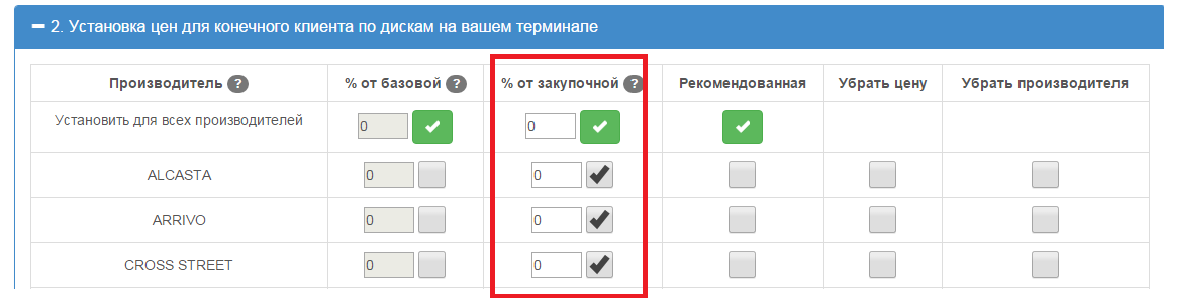 2. Установка цен для конечного клиента по дискам на вашем терминале
Производитель ? % от базовой ? % от закупочной ? Рекомендованная Убрать цену Убрать производителя
Установить для всех производителей 0 0
ALCASTA 0 0
ARRIVO 0 0
CROSS STREET 0 0